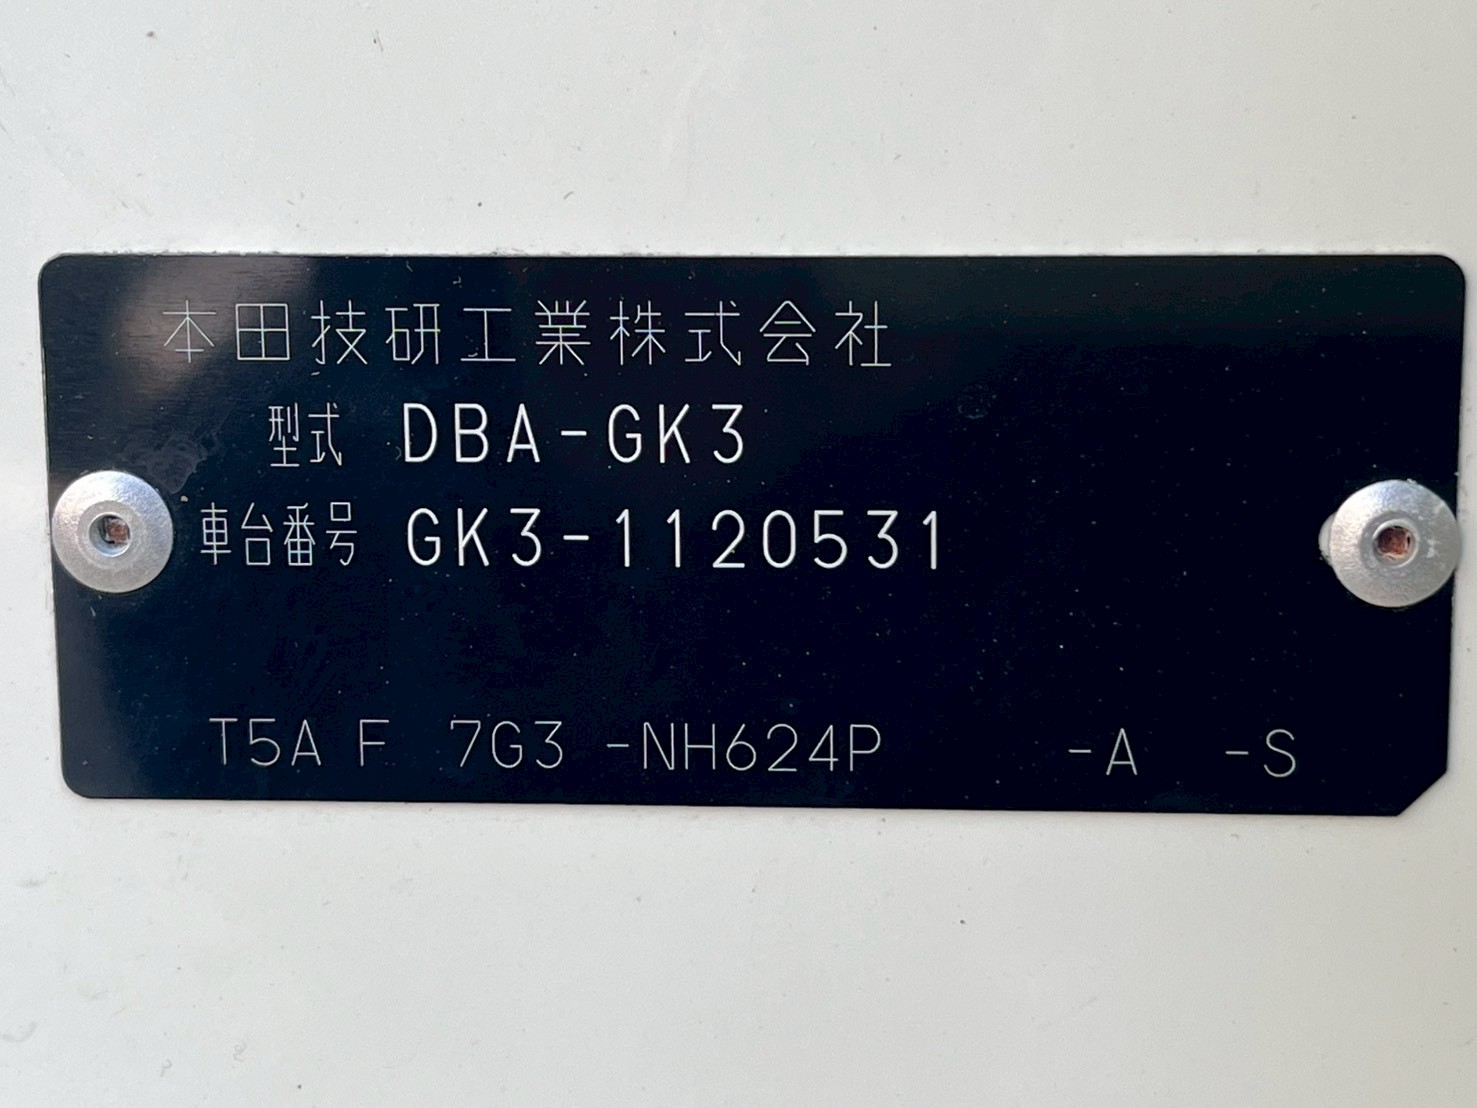 本田技研工業株式会社
型式 DBA-GK3
車台番号 GK3-1120531
T5A F 7G3 -NH624P -A -S